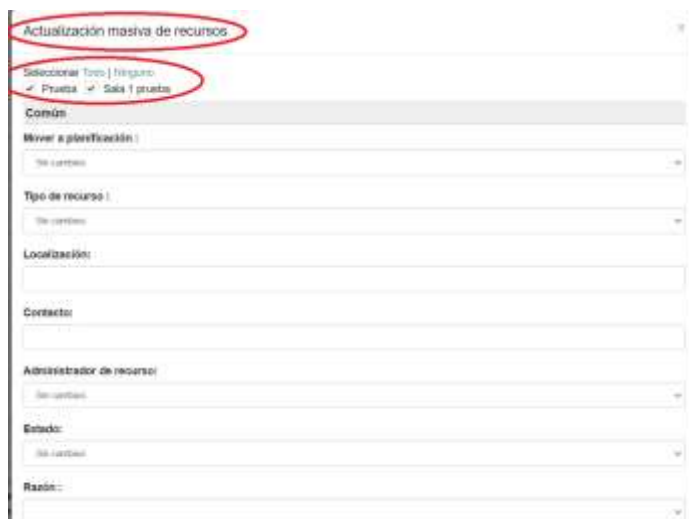 Actualización masiva de recursos
Seleccionar Todo | Ninguno
Prueba Sala 1 prueba
Común
Mover a planificación :
Sin cambios
Tipo de recurso :
Sin cambios
Localización:
Contacto:
Administrador de recurso:
Sin cambios
Estado:
Sin cambios
Razón::